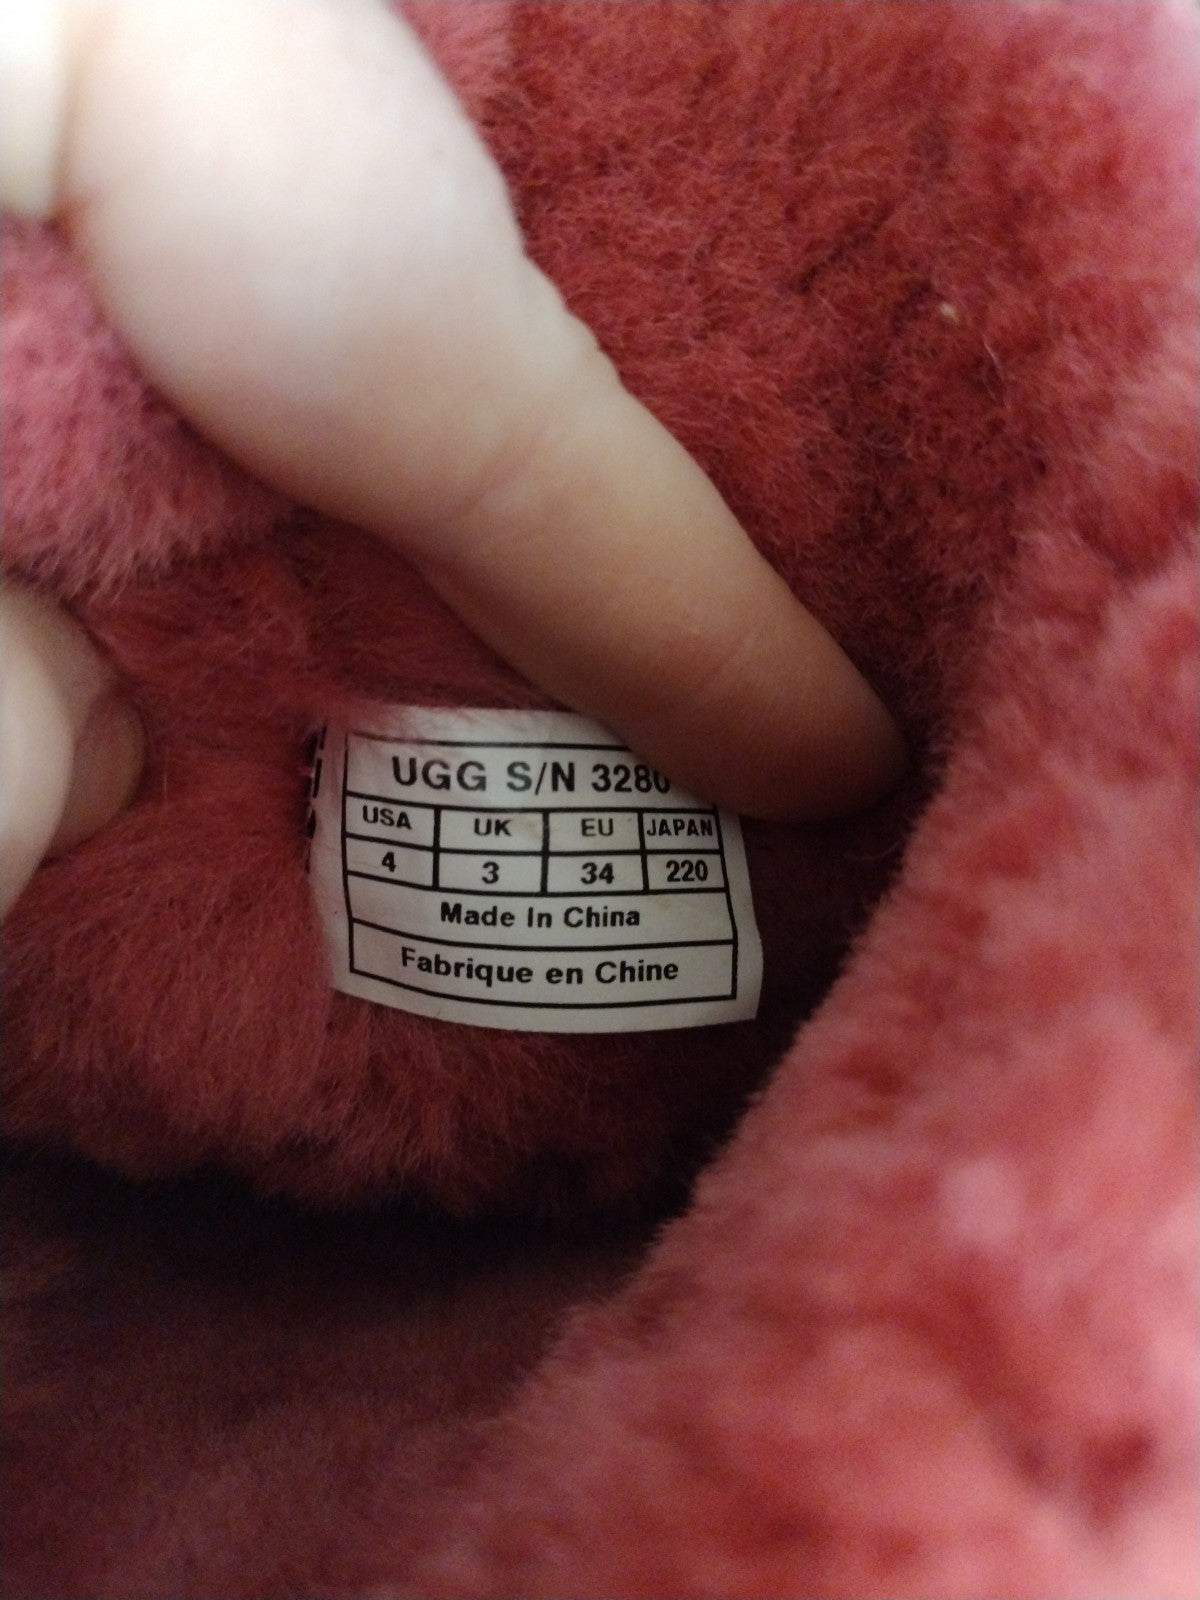 UGG S/N 3280
USA UK EU JAPAN
4 3 34 220
Made In China
Fabrique en Chine